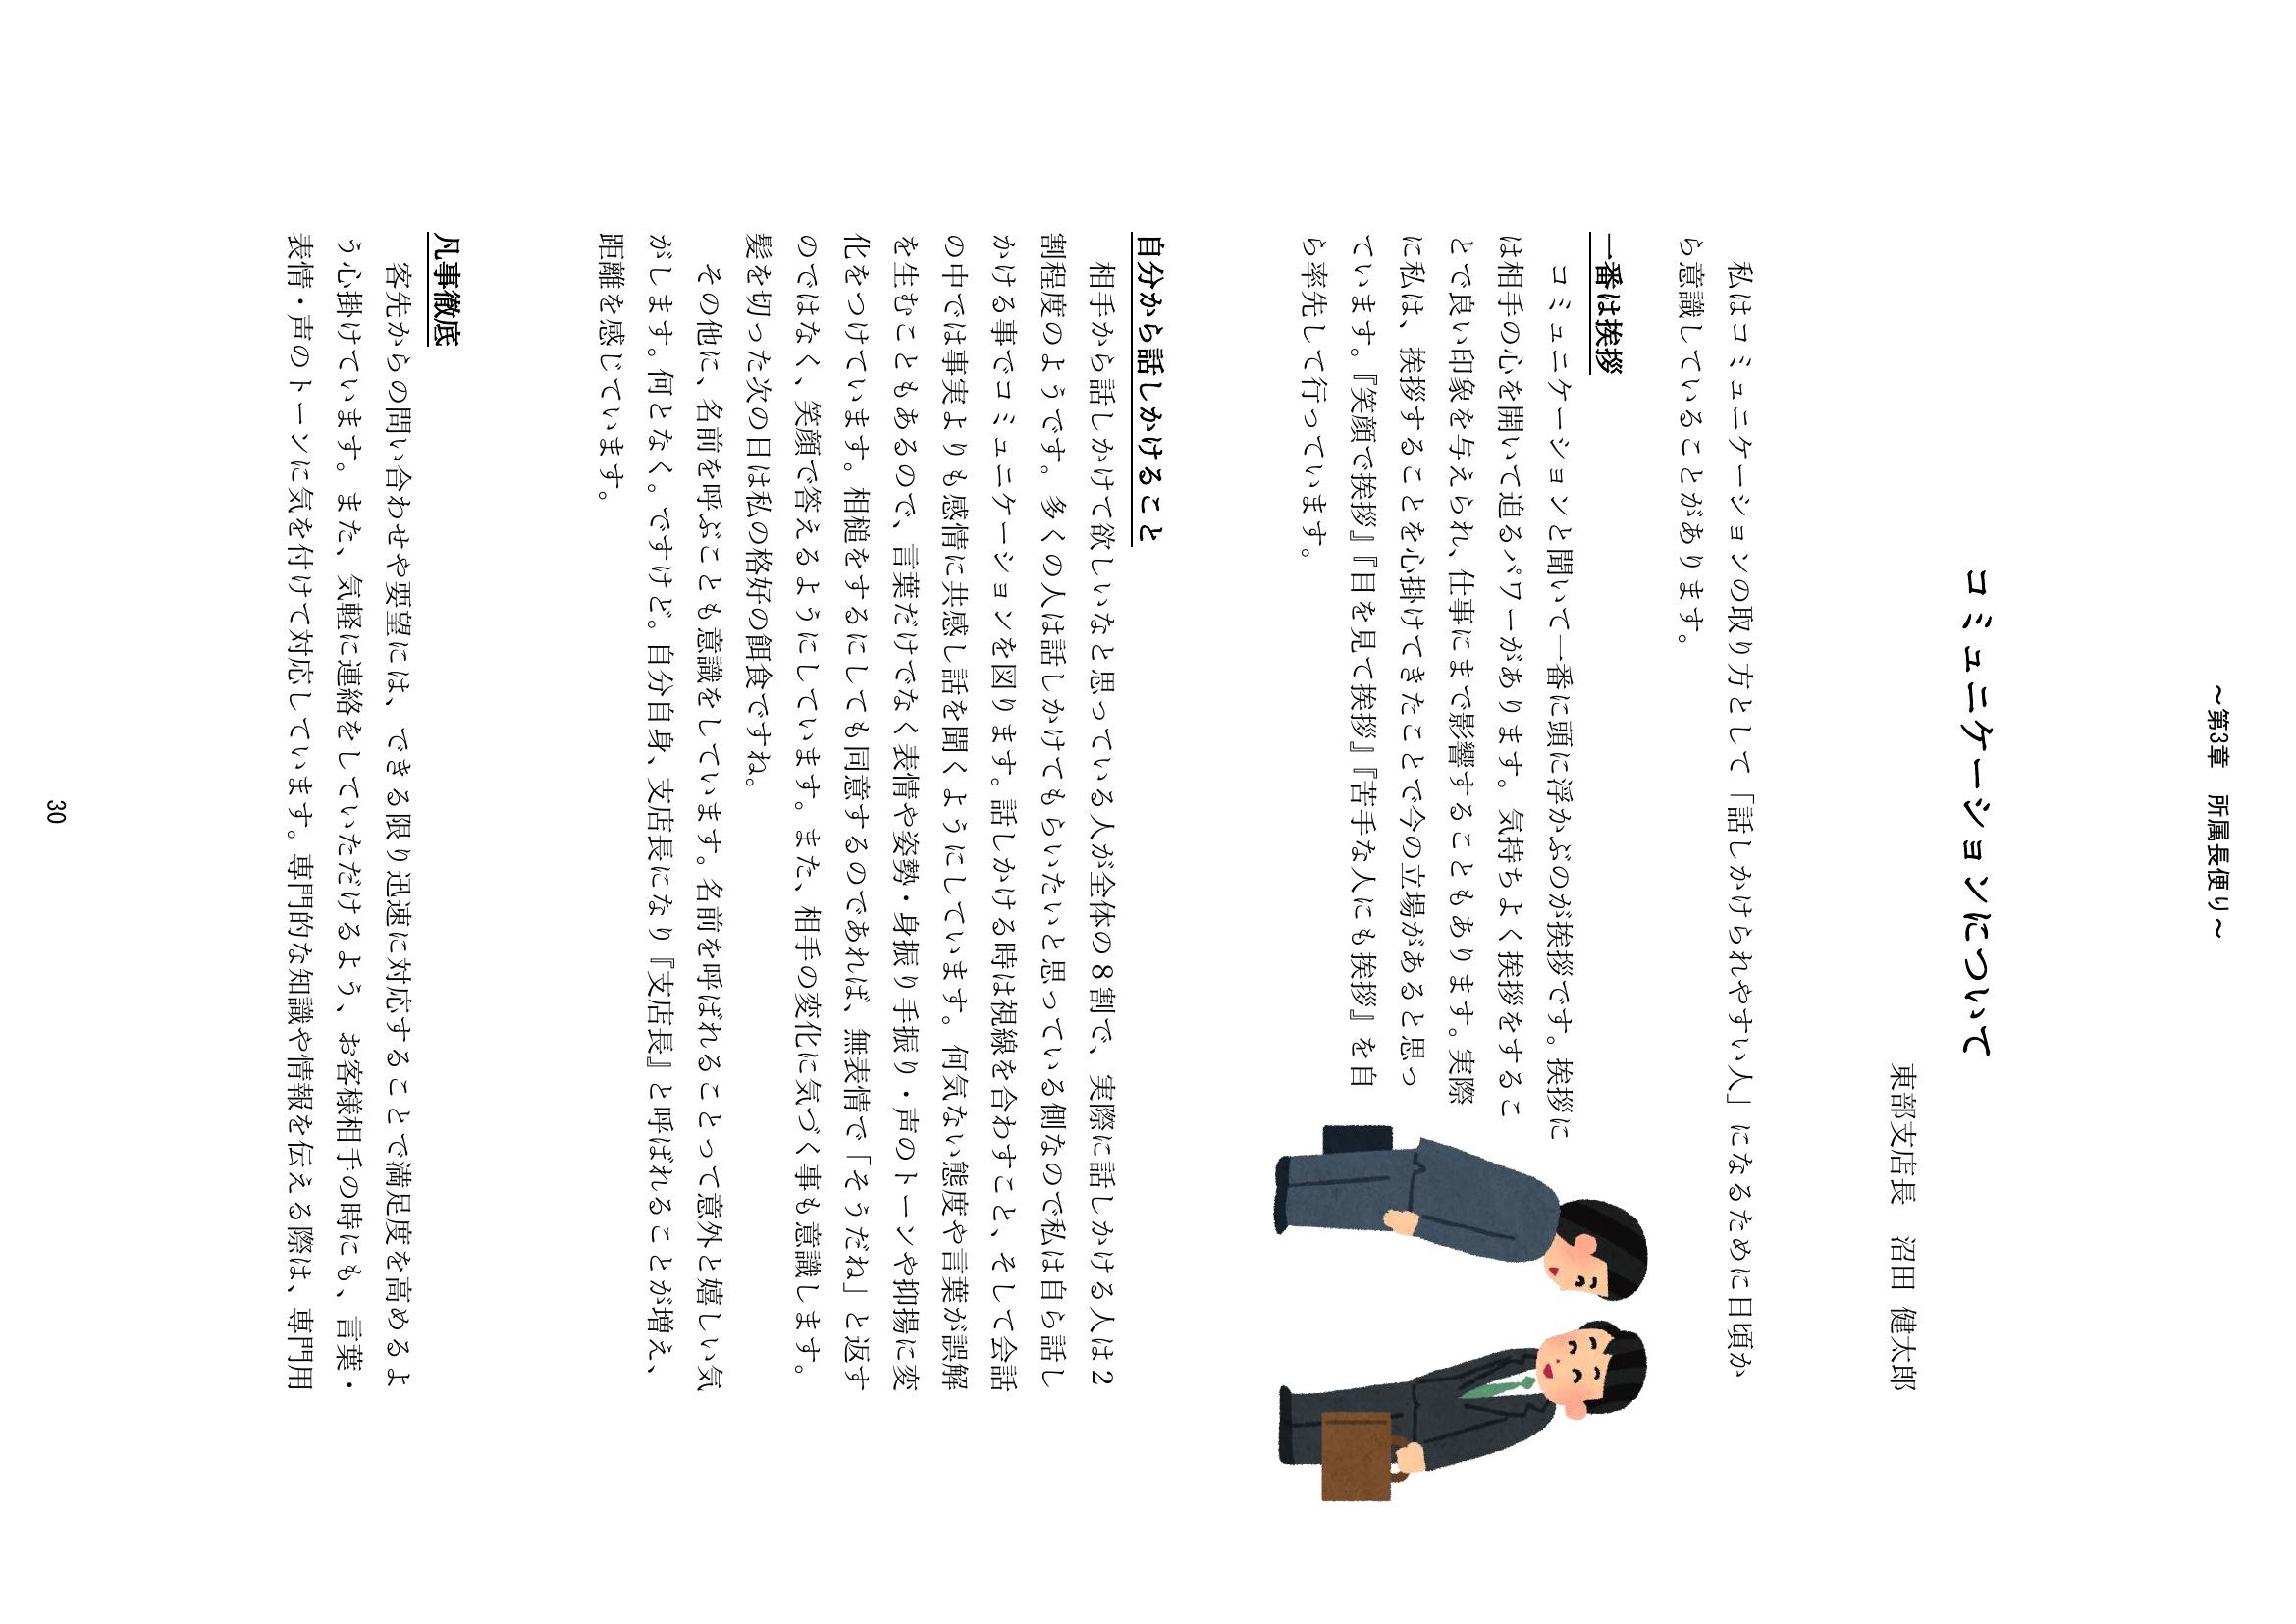 ~第3章　所属長便り~
コミュニケーションについて
東部支店長　沼田 健太郎
私はコミュニケーションの取り方として「話しかけられやすい人」になるために日頃か
ら意識していることがあります。
一番は挨拶
コミュニケーションと聞いて一番に頭に浮かぶのが挨拶です。挨拶に
は相手の心を開いて迫るパワーがあります。気持ちよく挨拶をするこ
とで良い印象を与えられ、仕事にまで影響することもあります。実際
に私は、挨拶することを心掛けてきたことで今の立場があると思っ
ています。『笑顔で挨拶』『目を見て挨拶』『苦手な人にも挨拶』を自
ら率先して行っています。
自分から話しかけること
相手から話しかけて欲しいなと思っている人が全体の８割で、実際に話しかける人は２
割程度のようです。多くの人は話しかけてもらいたいと思っている側なので私は自ら話し
かける事でコミュニケーションを図ります。話しかける時は視線を合わすこと、そして会話
の中では事実よりも感情に共感し話を聞くようにしています。何気ない態度や言葉が誤解
を生むこともあるので、言葉だけでなく表情や姿勢・身振り手振り・声のトーンや抑揚に変
化をつけています。相槌をするにしても同意するのであれば、無表情で「そうだね」と返す
のではなく、笑顔で答えるようにしています。また、相手の変化に気づく事も意識します。
髪を切った次の日は私の格好の餌食ですね。
その他に、名前を呼ぶことも意識をしています。名前を呼ばれることって意外と嬉しい気
がします。何となく。ですけど。自分自身、支店長になり『支店長』と呼ばれることが増え、
距離を感じています。
凡事徹底
客先からの問い合わせや要望には、できる限り迅速に対応することで満足度を高めるよ
う心掛けています。また、気軽に連絡をしていただけるよう、お客様相手の時にも、言葉・
表情・声のトーンに気を付けて対応しています。専門的な知識や情報を伝える際は、専門用
30